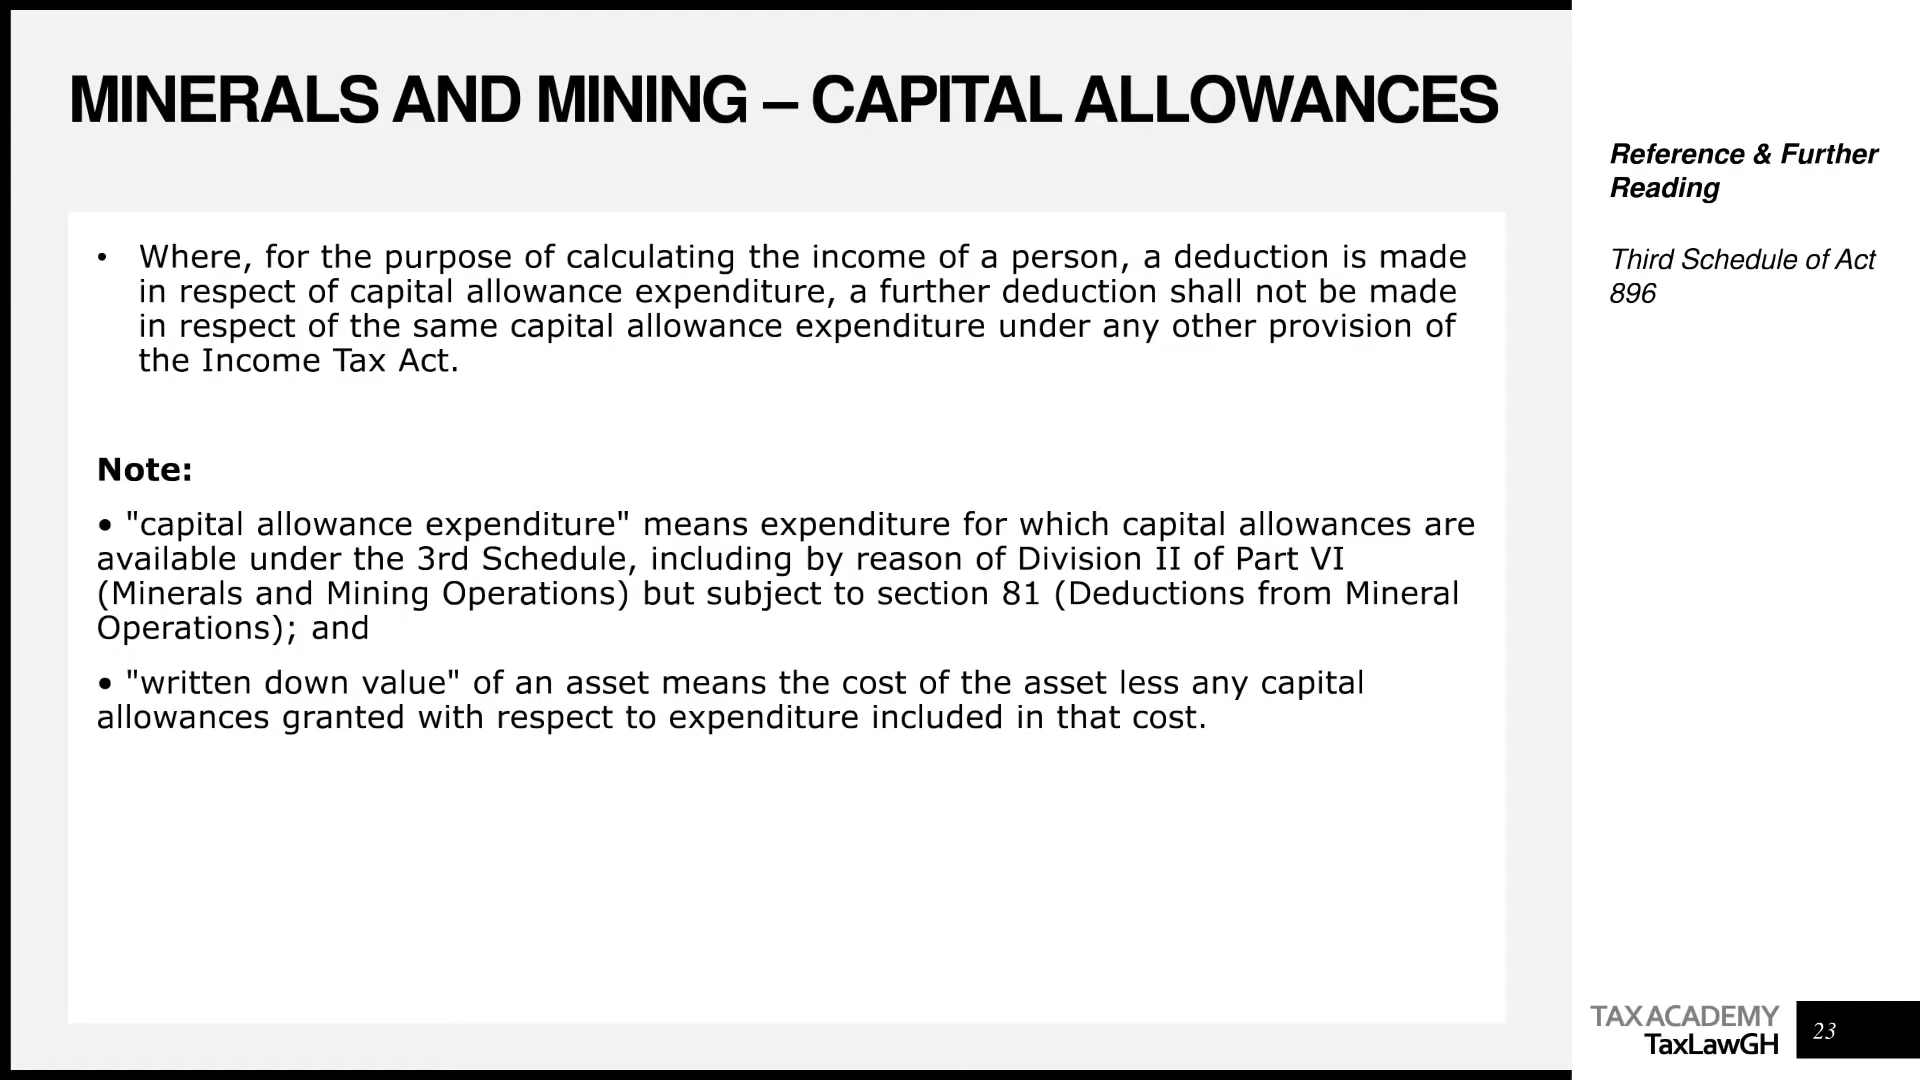 MINERALS AND MINING – CAPITAL ALLOWANCES
• Where, for the purpose of calculating the income of a person, a deduction is made
in respect of capital allowance expenditure, a further deduction shall not be made
in respect of the same capital allowance expenditure under any other provision of
the Income Tax Act.
Note:
• "capital allowance expenditure" means expenditure for which capital allowances are
available under the 3rd Schedule, including by reason of Division II of Part VI
(Minerals and Mining Operations) but subject to section 81 (Deductions from Mineral
Operations); and
• "written down value" of an asset means the cost of the asset less any capital
allowances granted with respect to expenditure included in that cost.
Reference & Further
Reading
Third Schedule of Act
896
TAX ACADEMY
TaxLawGH
23